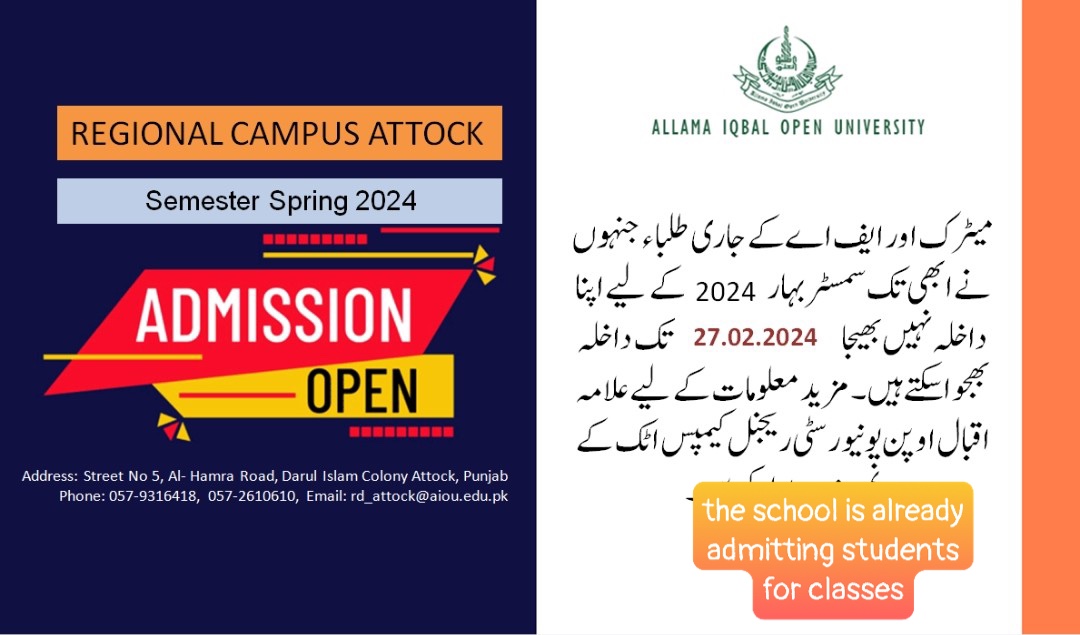 REGIONAL CAMPUS ATTOCK
Semester Spring 2024
ADMISSION
OPEN
Address: Street No 5, Al- Hamra Road, Darul Islam Colony Attock, Punjab
Phone: 057-9316418, 057-2610610, Email: rd_attock@aiou.edu.pk
ALLAMA IQBAL OPEN UNIVERSITY
میٹرک اور ایف اے کے جاری طلباء جنہوں
نے ابھی تک سمسٹر بہار 2024 کے لیے اپنا
داخلہ نہیں بھیجا 27.02.2024 تک داخلہ
بھجوا سکتے ہیں۔ مزید معلومات کے لیے علامہ
اقبال اوپن یونیورسٹی ریجنل کیمپس اٹک کے
the school is already
admitting students
for classes